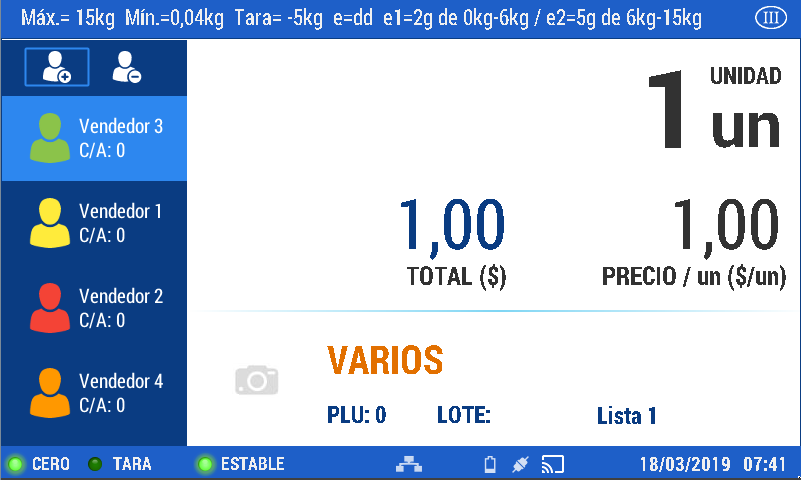 Máx.= 15kg Mín.=0,04kg Tara= -5kg e=dd e1=2g de 0kg-6kg / e2=5g de 6kg-15kg III
Vendedor 3
C/A: 0
Vendedor 1
C/A: 0
Vendedor 2
C/A: 0
Vendedor 4
C/A: 0
UNIDAD
1 un
1,00
TOTAL ($)
1,00
PRECIO / un ($/un)
VARIOS
PLU: 0 LOTE: Lista 1
CERO TARA ESTABLE 18/03/2019 07:41